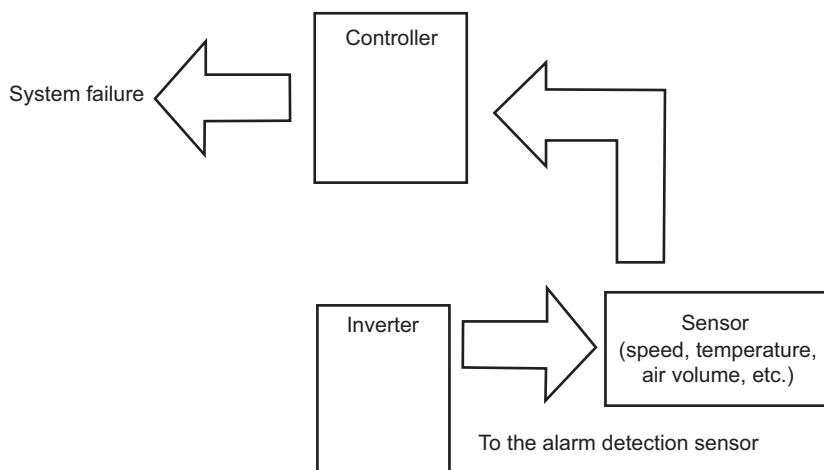 Controller
System failure
Inverter
Sensor
(speed, temperature,
air volume, etc.)
To the alarm detection sensor